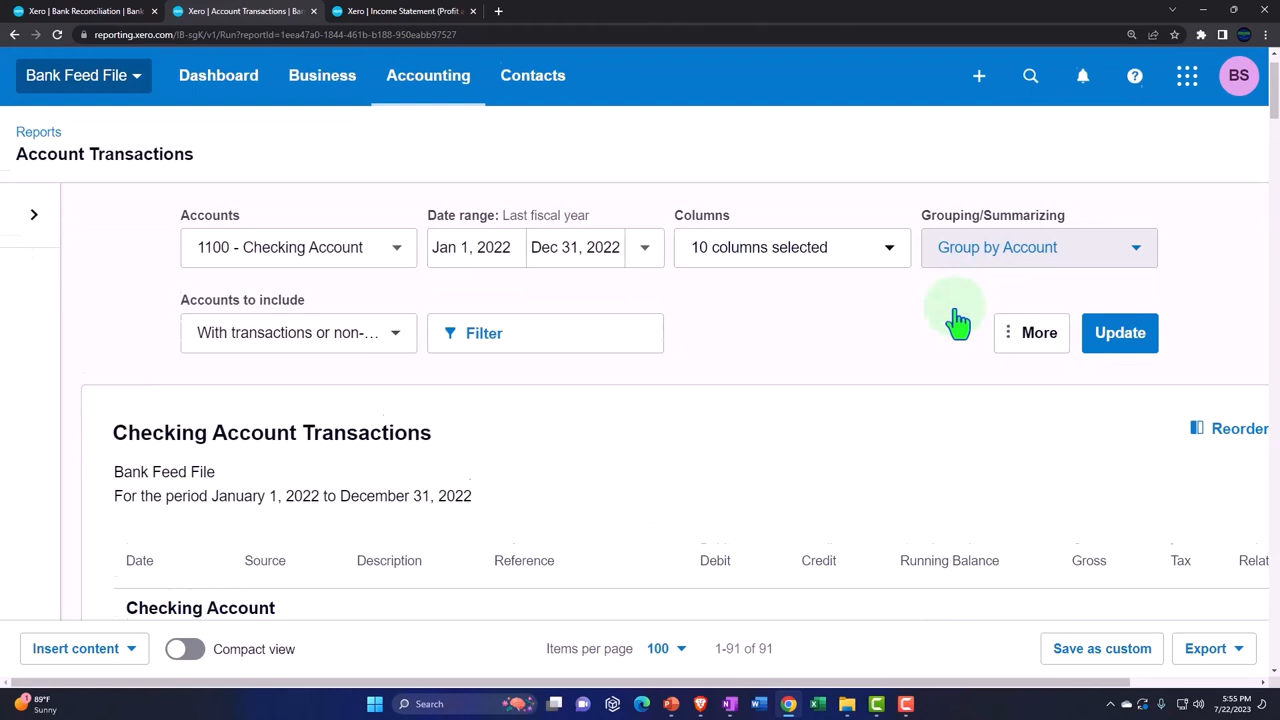 Xero | Bank Reconciliation | Bank
Xero | Account Transactions | Ban
Xero | Income Statement (Profit a
reporting.xero.com/!B-sgK/v1/Run?reportId=1eea47a0-1844-461b-b188-950eabb97527
Bank Feed File
Dashboard
Business
Accounting
Contacts
BS
Reports
Account Transactions
Accounts
Date range: Last fiscal year
Columns
Grouping/Summarizing
1100 - Checking Account
Jan 1, 2022
Dec 31, 2022
10 columns selected
Group by Account
Accounts to include
With transactions or non-...
Filter
More
Update
Checking Account Transactions
Reorder
Bank Feed File
For the period January 1, 2022 to December 31, 2022
Date Source Description Reference Debit Credit Running Balance Gross Tax Relat
Checking Account
Insert content
Compact view
Items per page 100 1-91 of 91
Save as custom
Export
89°F
Sunny
Search
5:55 PM
7/22/2023